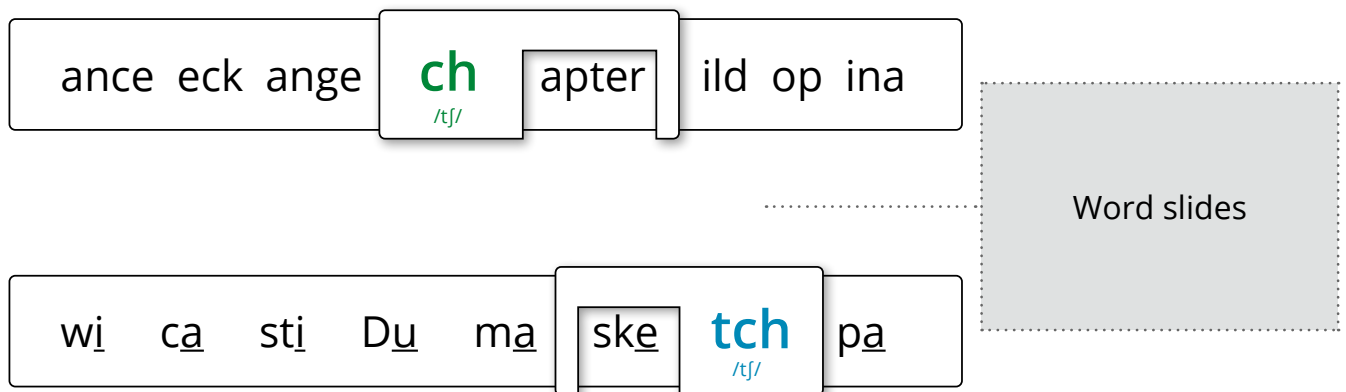 ance eck ange ch apter ild op ina
/tʃ/
Word slides
wi ca sti Du ma ske tch pa
/tʃ/